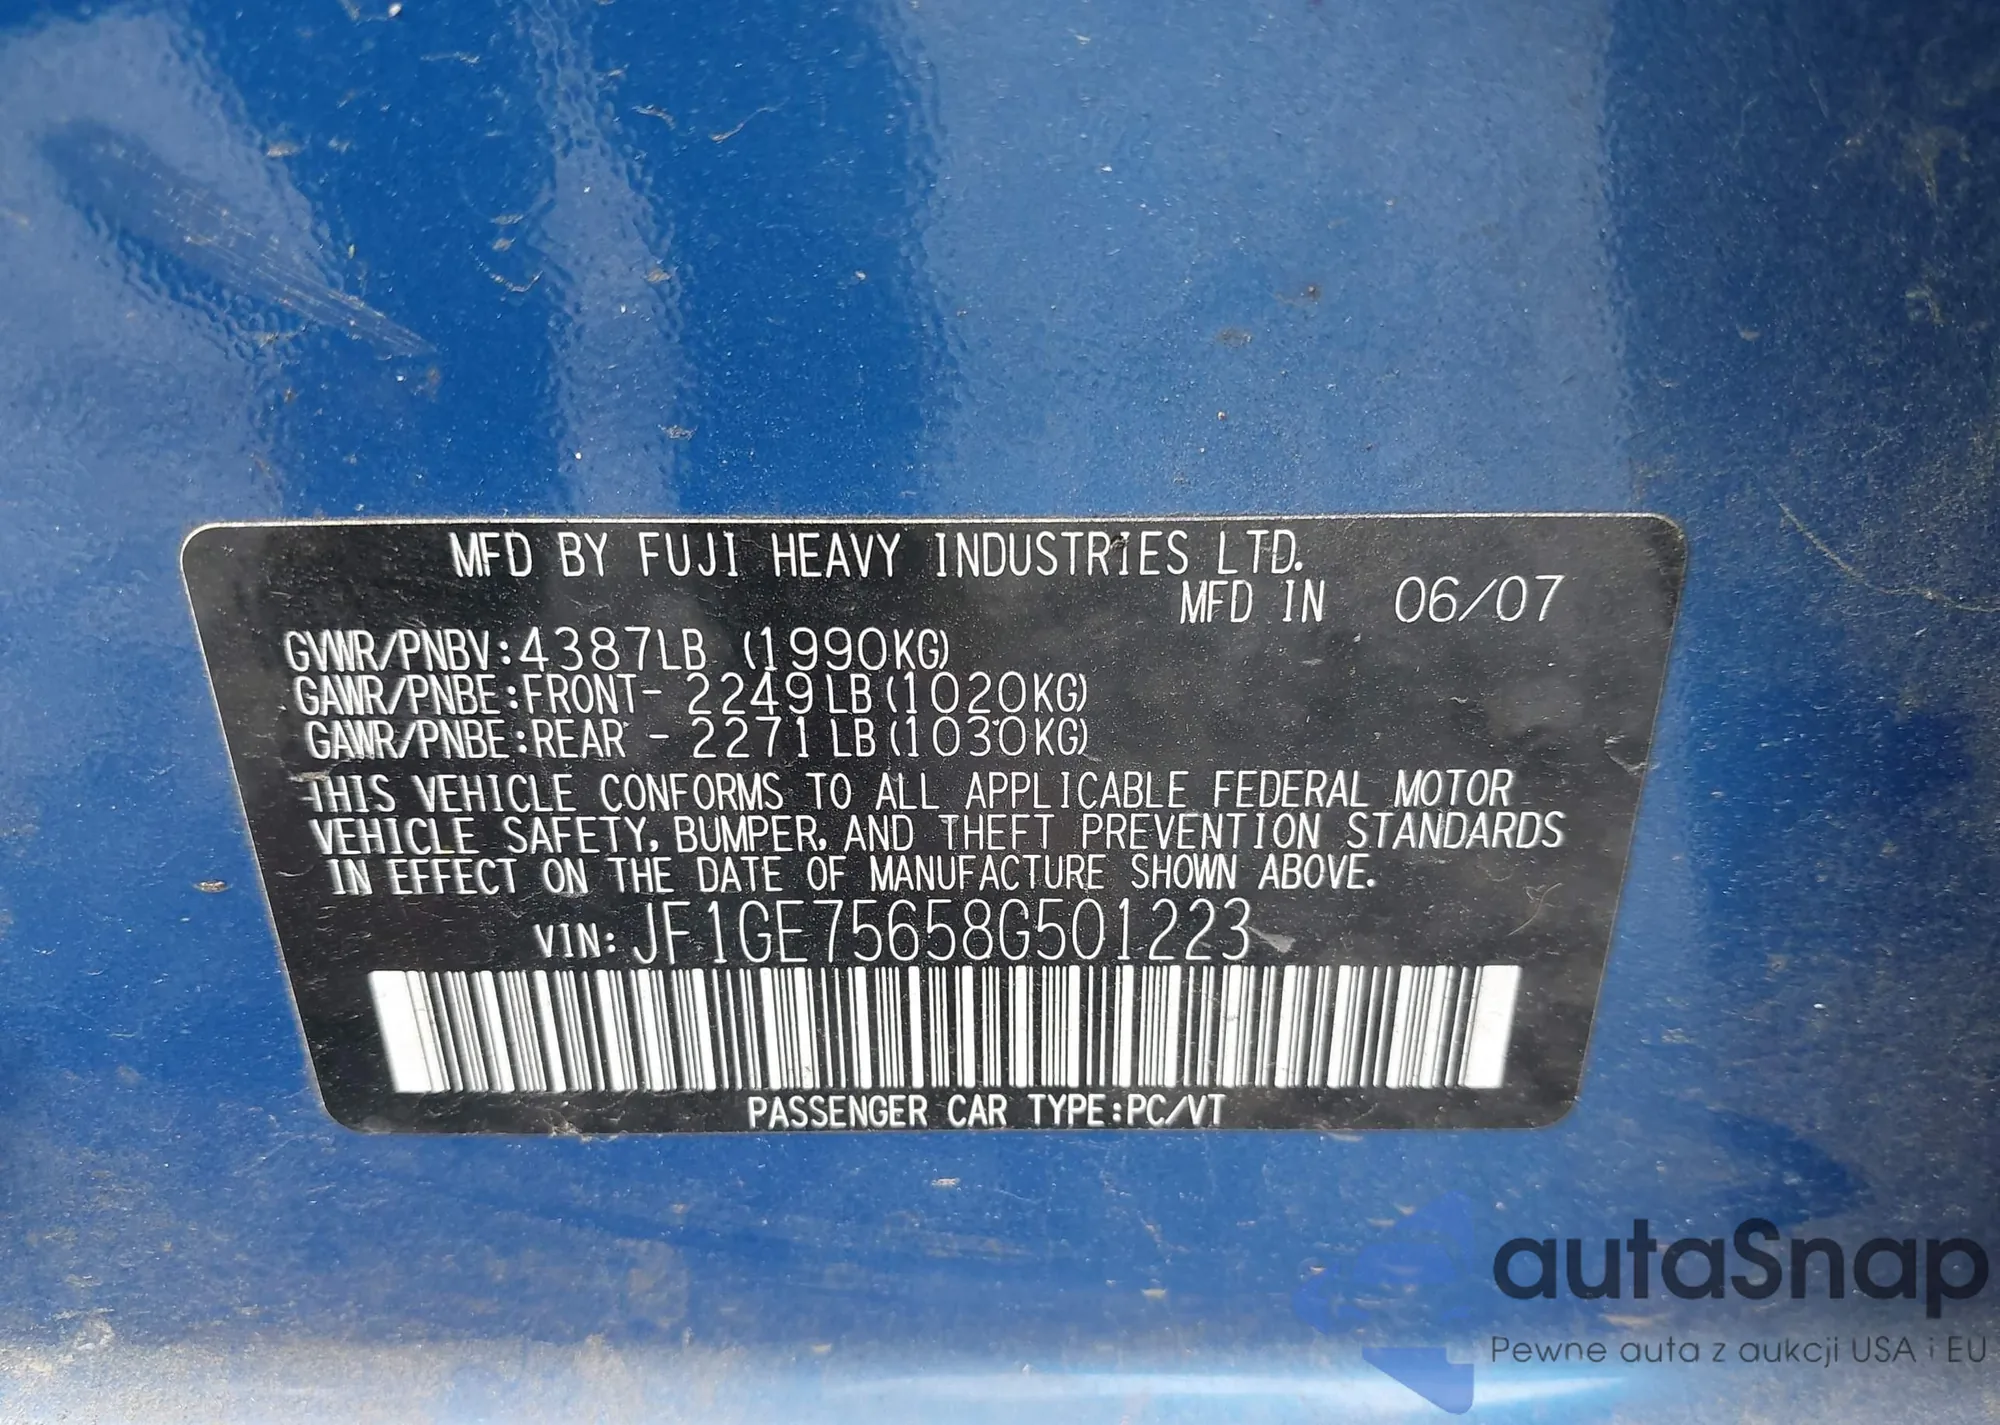 MFD BY FUJI HEAVY INDUSTRIES LTD.
MFD IN 06/07
GVWR/PNBV:4387LB (1990KG)
GAWR/PNBE:FRONT- 2249LB(1020KG)
GAWR/PNBE:REAR - 2271LB(1030KG)
THIS VEHICLE CONFORMS TO ALL APPLICABLE FEDERAL MOTOR
VEHICLE SAFETY, BUMPER, AND THEFT PREVENTION STANDARDS
IN EFFECT ON THE DATE OF MANUFACTURE SHOWN ABOVE.
VIN: JF1GE75658G501223
PASSENGER CAR TYPE:PC/VT
autaSnap
Pewne auta z aukcji USA i EU